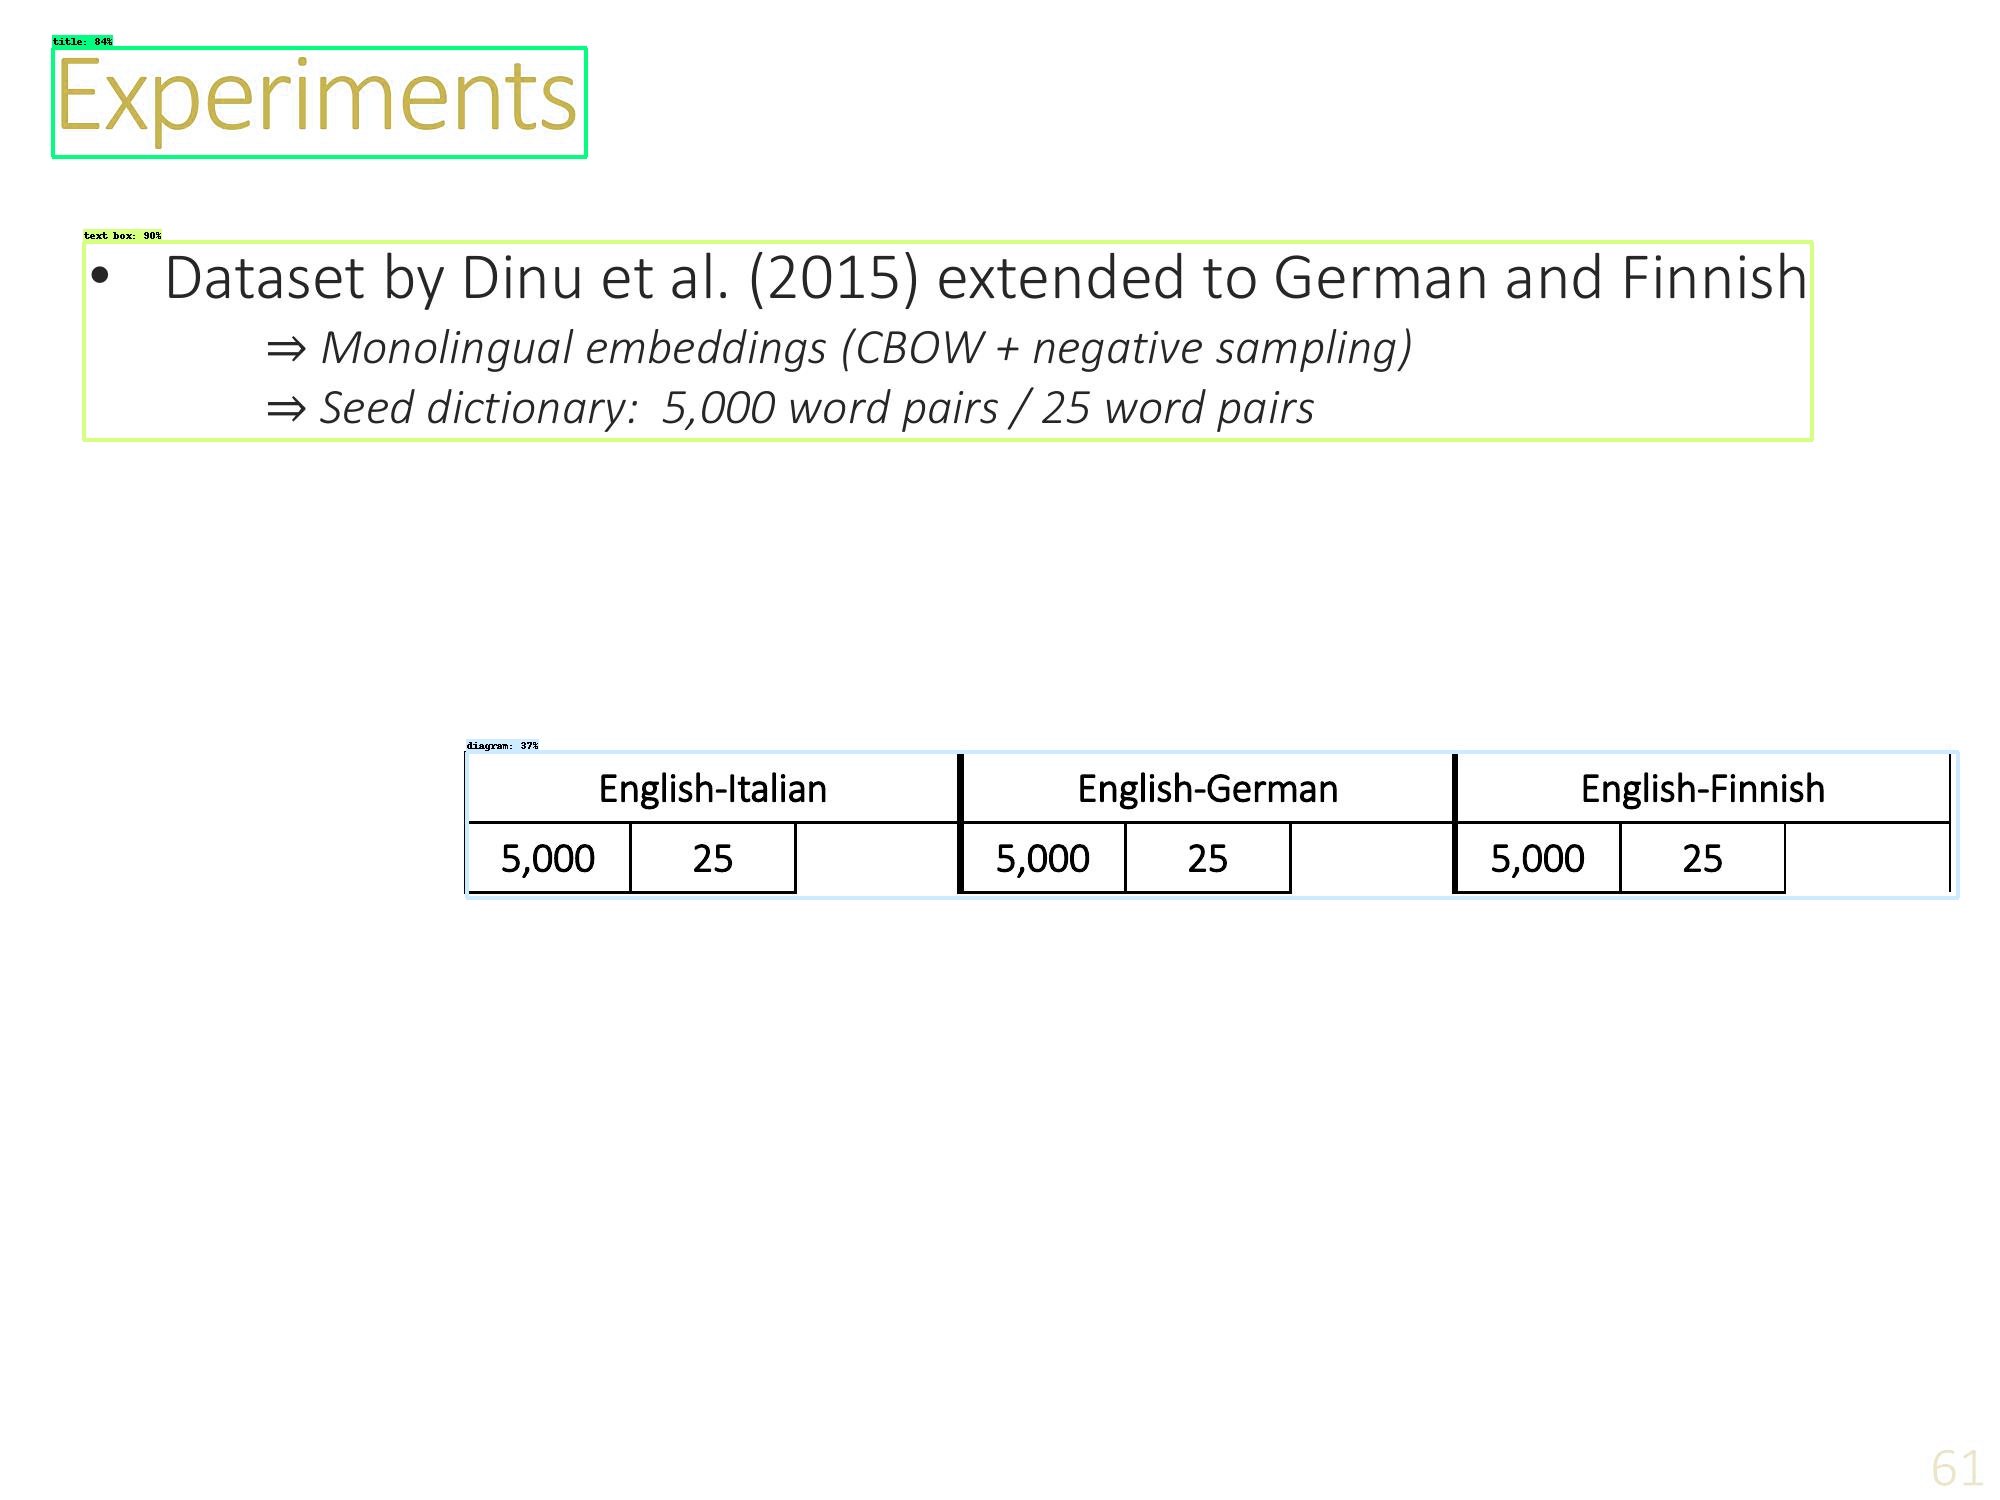 title: 84%
Experiments
text box: 90%
• Dataset by Dinu et al. (2015) extended to German and Finnish
⇒ Monolingual embeddings (CBOW + negative sampling)
⇒ Seed dictionary: 5,000 word pairs / 25 word pairs
diagram: 37%
English-Italian English-German English-Finnish
5,000 25 5,000 25 5,000 25
61